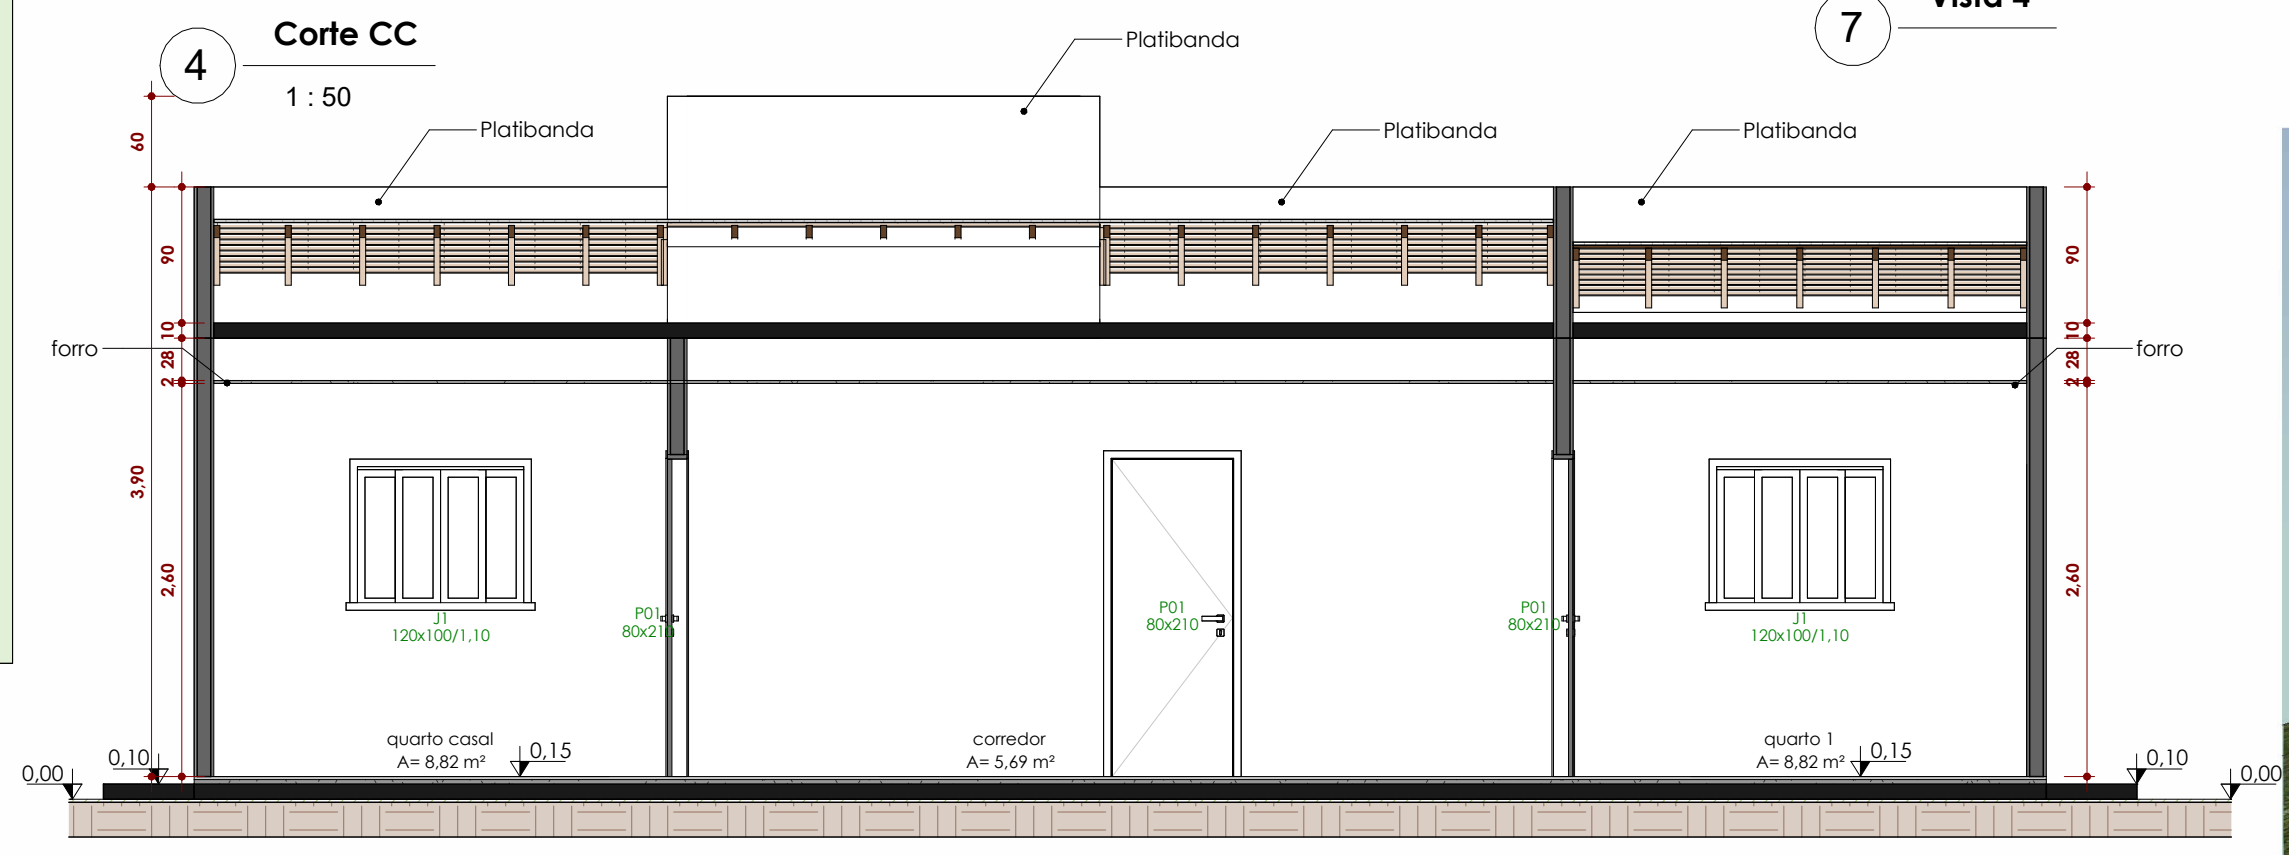 4
Corte CC
1 : 50
7
Platibanda
Platibanda
Platibanda
Platibanda
60
90
10
28
2
3,90
2,60
90
10
28
2
2,60
forro
forro
J1
120x100/1,10
P01
80x210
P01
80x210
P01
80x210
J1
120x100/1,10
quarto casal
A= 8,82 m²
0,15
corredor
A= 5,69 m²
quarto 1
A= 8,82 m²
0,15
0,00
0,10
0,10
0,00